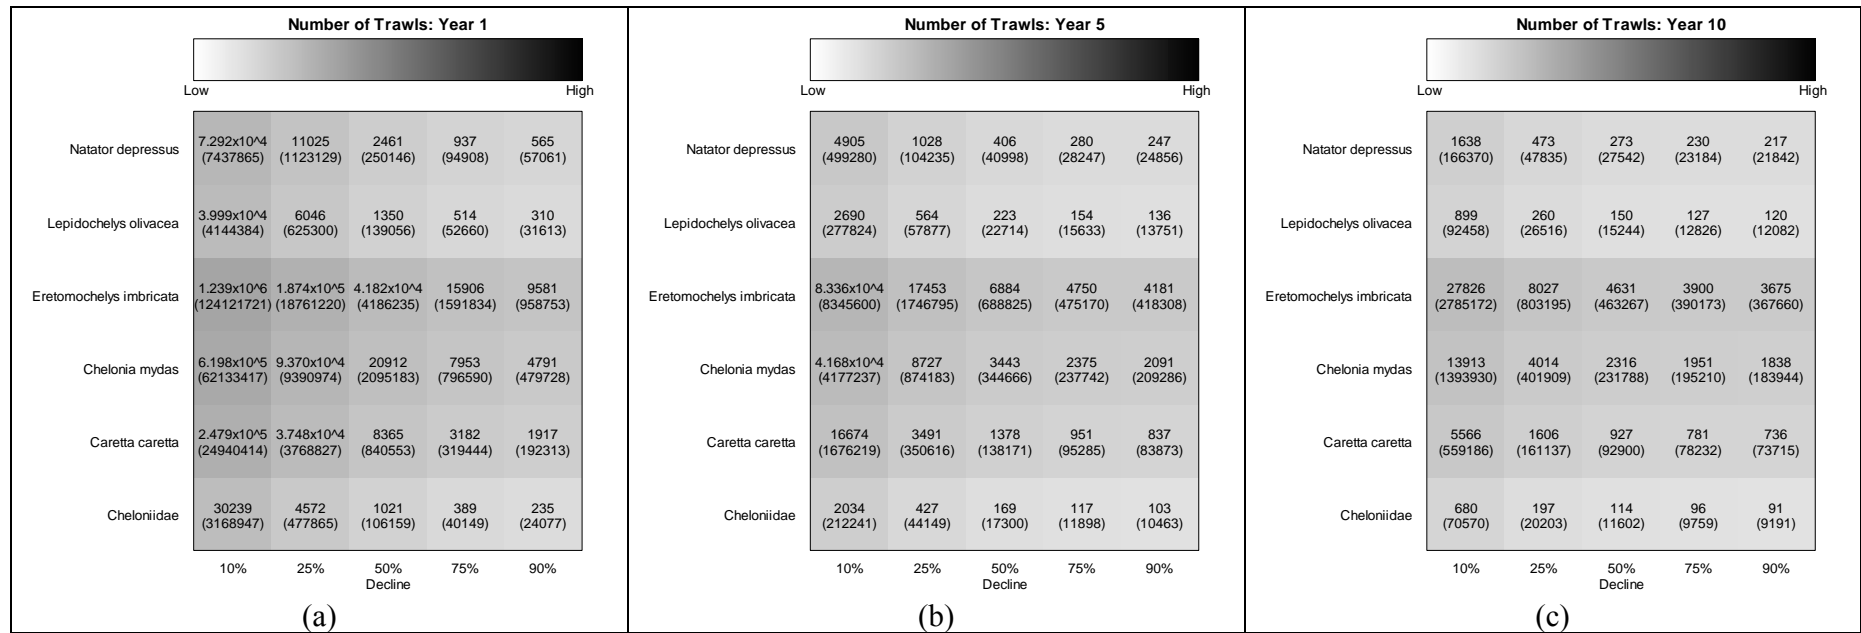 Number of Trawls: Year 1
Low High
Natator depressus 7.292x10^4 11025 2461 937 565
(7437865) (1123129) (250146) (94908) (57061)
Lepidochelys olivacea 3.999x10^4 6046 1350 514 310
(4144384) (625300) (139056) (52660) (31613)
Eretomochelys imbricata 1.239x10^6 1.874x10^5 4.182x10^4 15906 9581
(124121721) (18761220) (4186235) (1591834) (958753)
Chelonia mydas 6.198x10^5 9.370x10^4 20912 7953 4791
(62133417) (9390974) (2095183) (796590) (479728)
Caretta caretta 2.479x10^5 3.748x10^4 8365 3182 1917
(24940414) (3768827) (840553) (319444) (192313)
Cheloniidae 30239 4572 1021 389 235
(3168947) (477865) (106159) (40149) (24077)
10% 25% 50% 75% 90%
Decline
(a)
Number of Trawls: Year 5
Low High
Natator depressus 4905 1028 406 280 247
(499280) (104235) (40998) (28247) (24856)
Lepidochelys olivacea 2690 564 223 154 136
(277824) (57877) (22714) (15633) (13751)
Eretomochelys imbricata 8.336x10^4 17453 6884 4750 4181
(8345600) (1746795) (688825) (475170) (418308)
Chelonia mydas 4.168x10^4 8727 3443 2375 2091
(4177237) (874183) (344666) (237742) (209286)
Caretta caretta 16674 3491 1378 951 837
(1676219) (350616) (138171) (95285) (83873)
Cheloniidae 2034 427 169 117 103
(212241) (44149) (17300) (11898) (10463)
10% 25% 50% 75% 90%
Decline
(b)
Number of Trawls: Year 10
Low High
Natator depressus 1638 473 273 230 217
(166370) (47835) (27542) (23184) (21842)
Lepidochelys olivacea 899 260 150 127 120
(92458) (26516) (15244) (12826) (12082)
Eretomochelys imbricata 27826 8027 4631 3900 3675
(2785172) (803195) (463267) (390173) (367660)
Chelonia mydas 13913 4014 2316 1951 1838
(1393930) (401909) (231788) (195210) (183944)
Caretta caretta 5566 1606 927 781 736
(559186) (161137) (92900) (78232) (73715)
Cheloniidae 680 197 114 96 91
(70570) (20203) (11602) (9759) (9191)
10% 25% 50% 75% 90%
Decline
(c)